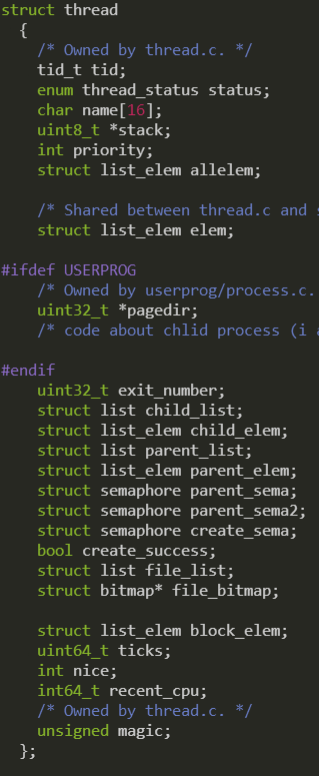 struct thread
{
/* Owned by thread.c. */
tid_t tid;
enum thread_status status;
char name[16];
uint8_t *stack;
int priority;
struct list_elem allelem;
/* Shared between thread.c and
struct list_elem elem;
#ifdef USERPROG
/* Owned by userprog/process.c.
uint32_t *pagedir;
/* code about chlid process (i
#endif
uint32_t exit_number;
struct list child_list;
struct list_elem child_elem;
struct list parent_list;
struct list_elem parent_elem;
struct semaphore parent_sema;
struct semaphore parent_sema2;
struct semaphore create_sema;
bool create_success;
struct list file_list;
struct bitmap* file_bitmap;
struct list_elem block_elem;
uint64_t ticks;
int nice;
int64_t recent_cpu;
/* Owned by thread.c. */
unsigned magic;
};